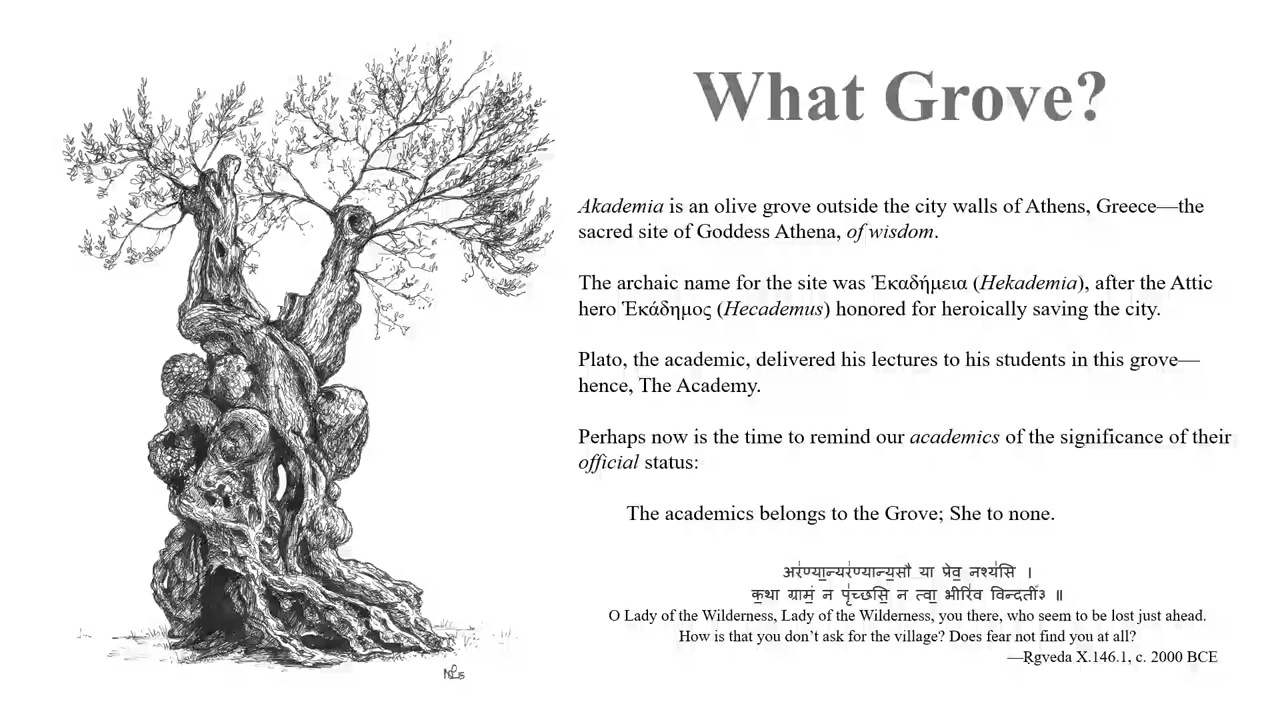 What Grove?
Akademia is an olive grove outside the city walls of Athens, Greece—the
sacred site of Goddess Athena, of wisdom.
The archaic name for the site was Ἑκαδήμεια (Hekademia), after the Attic
hero Ἑκάδημος (Hecademus) honored for heroically saving the city.
Plato, the academic, delivered his lectures to his students in this grove—
hence, The Academy.
Perhaps now is the time to remind our academics of the significance of their
official status:
The academics belongs to the Grove; She to none.
अर॑ण्या॒न्यर॑ण्यान्य॒सौ या प्रेव॒ नश्य॑सि ।
क॒था ग्रामं॒ न पृ॑च्छसि॒ न त्वा॒ भीरि॑व विन्दतीँ३ ॥
O Lady of the Wilderness, Lady of the Wilderness, you there, who seem to be lost just ahead.
How is that you don’t ask for the village? Does fear not find you at all?
—Ṛgveda X.146.1, c. 2000 BCE